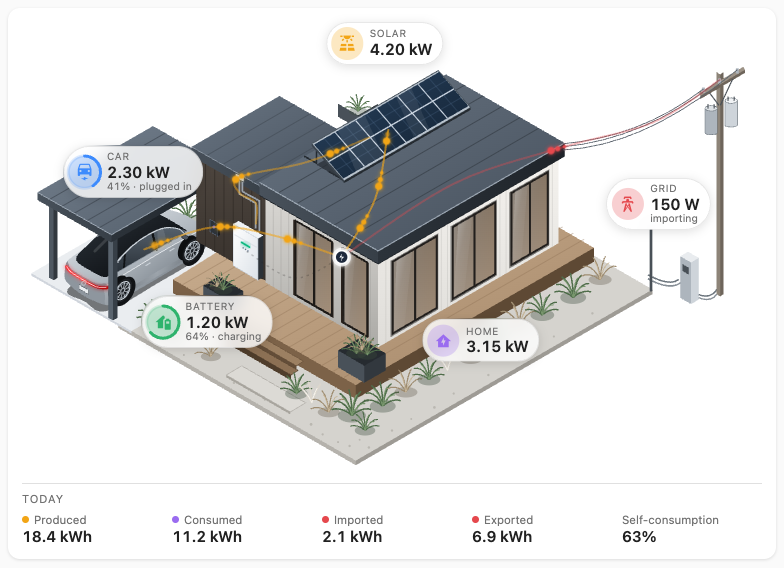 SOLAR
4.20 kW
CAR
2.30 kW
41% · plugged in
GRID
150 W
importing
BATTERY
1.20 kW
64% · charging
HOME
3.15 kW
TODAY
Produced
18.4 kWh
Consumed
11.2 kWh
Imported
2.1 kWh
Exported
6.9 kWh
Self-consumption
63%